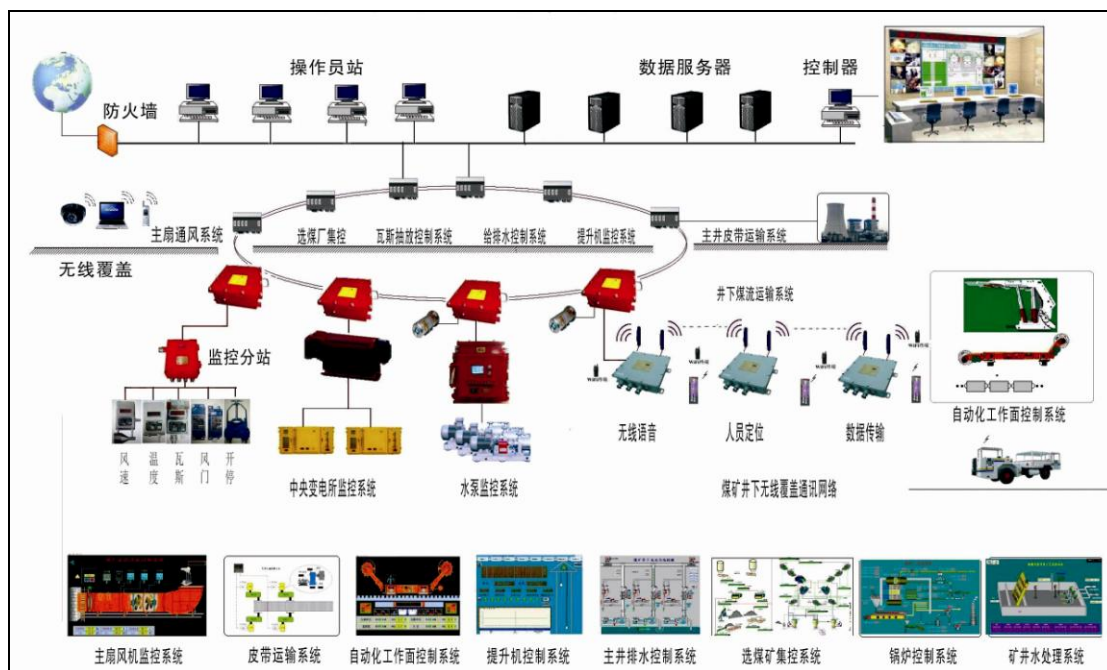 操作员站
数据服务器
控制器
防火墙
主扇通风系统
选煤厂集控
瓦斯抽放控制系统
给排水控制系统
提升机监控系统
主井皮带运输系统
无线覆盖
井下煤流运输系统
监控分站
无线语音
人员定位
数据传输
自动化工作面控制系统
风速
温度
瓦斯
风门
开停
中央变电所监控系统
水泵监控系统
煤矿井下无线覆盖通讯网络
主扇风机监控系统
皮带运输系统
自动化工作面控制系统
提升机控制系统
主井排水控制系统
选煤矿集控系统
锅炉控制系统
矿井水处理系统